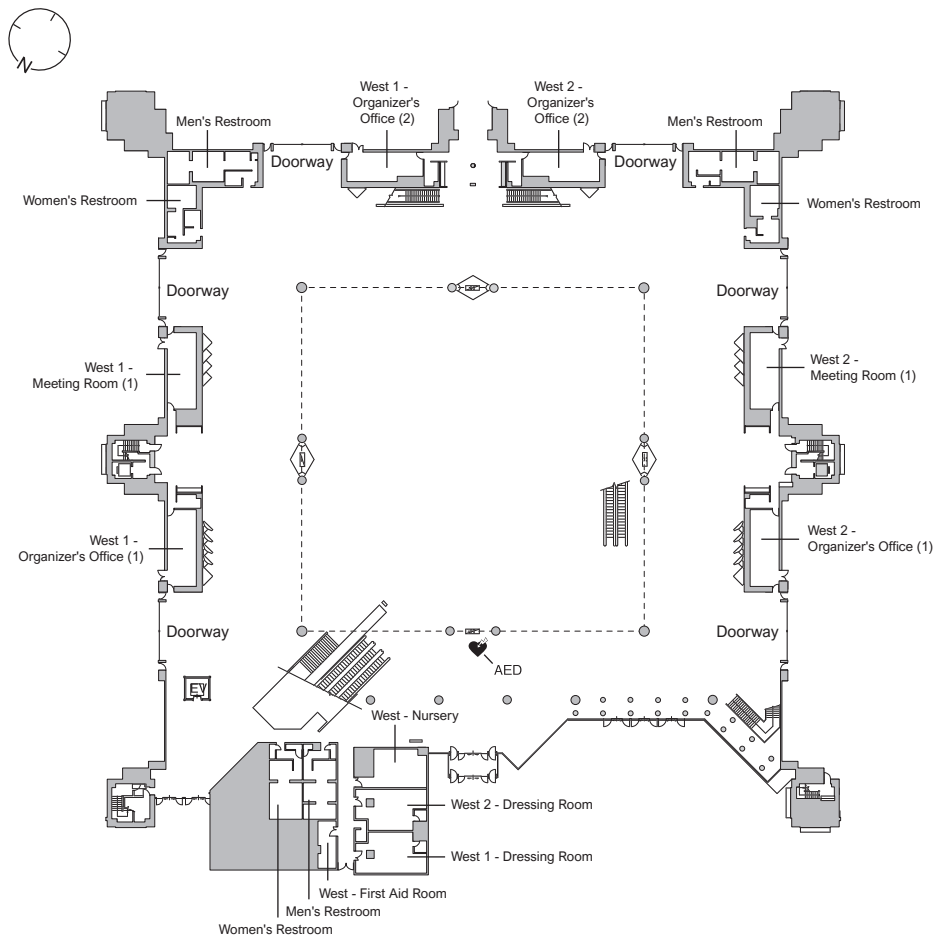 N
West 1 -
Organizer's
Office (2)
West 2 -
Organizer's
Office (2)
Men's Restroom
Men's Restroom
Doorway
Doorway
Women's Restroom
Women's Restroom
Doorway
Doorway
West 1 -
Meeting Room (1)
West 2 -
Meeting Room (1)
West 1 -
Organizer's Office (1)
West 2 -
Organizer's Office (1)
Doorway
Doorway
AED
EV
West - Nursery
West 2 - Dressing Room
West 1 - Dressing Room
West - First Aid Room
Men's Restroom
Women's Restroom